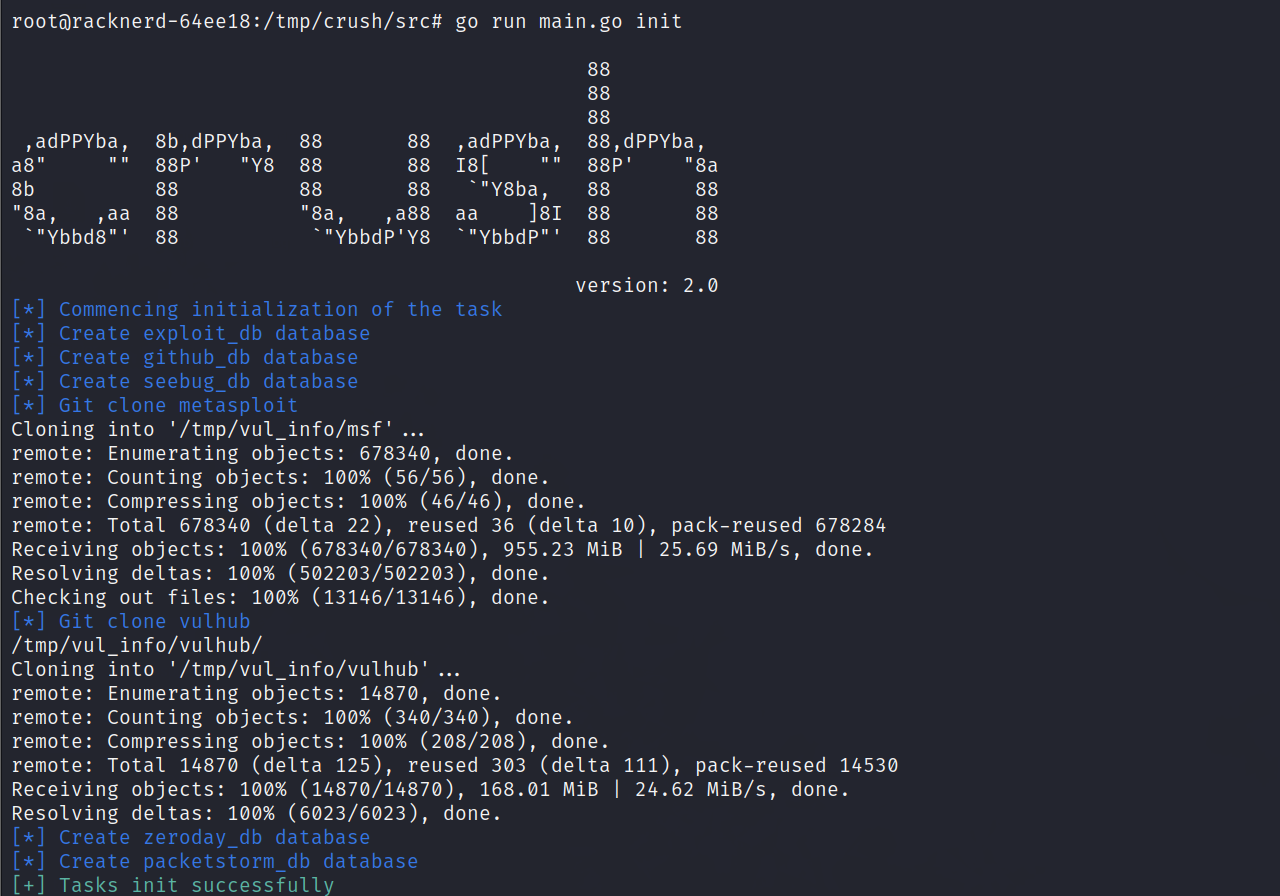 root@racknerd-64ee18:/tmp/crush/src# go run main.go init
                                                88
                                                88
                                                88
 ,adPPYba,  8b,dPPYba,  88       88  ,adPPYba,  88,dPPYba,
a8"     ""  88P'   "Y8  88       88  I8[    ""  88P'    "8a
8b          88          88       88   `"Y8ba,   88       88
"8a,   ,aa  88          "8a,   ,a88  aa    ]8I  88       88
 `"Ybbd8"'  88           `"YbbdP'Y8  `"YbbdP"'  88       88
                                               version: 2.0
[*] Commencing initialization of the task
[*] Create exploit_db database
[*] Create github_db database
[*] Create seebug_db database
[*] Git clone metasploit
Cloning into '/tmp/vul_info/msf'...
remote: Enumerating objects: 678340, done.
remote: Counting objects: 100% (56/56), done.
remote: Compressing objects: 100% (46/46), done.
remote: Total 678340 (delta 22), reused 36 (delta 10), pack-reused 678284
Receiving objects: 100% (678340/678340), 955.23 MiB | 25.69 MiB/s, done.
Resolving deltas: 100% (502203/502203), done.
Checking out files: 100% (13146/13146), done.
[*] Git clone vulhub
/tmp/vul_info/vulhub/
Cloning into '/tmp/vul_info/vulhub'...
remote: Enumerating objects: 14870, done.
remote: Counting objects: 100% (340/340), done.
remote: Compressing objects: 100% (208/208), done.
remote: Total 14870 (delta 125), reused 303 (delta 111), pack-reused 14530
Receiving objects: 100% (14870/14870), 168.01 MiB | 24.62 MiB/s, done.
Resolving deltas: 100% (6023/6023), done.
[*] Create zeroday_db database
[*] Create packetstorm_db database
[+] Tasks init successfully